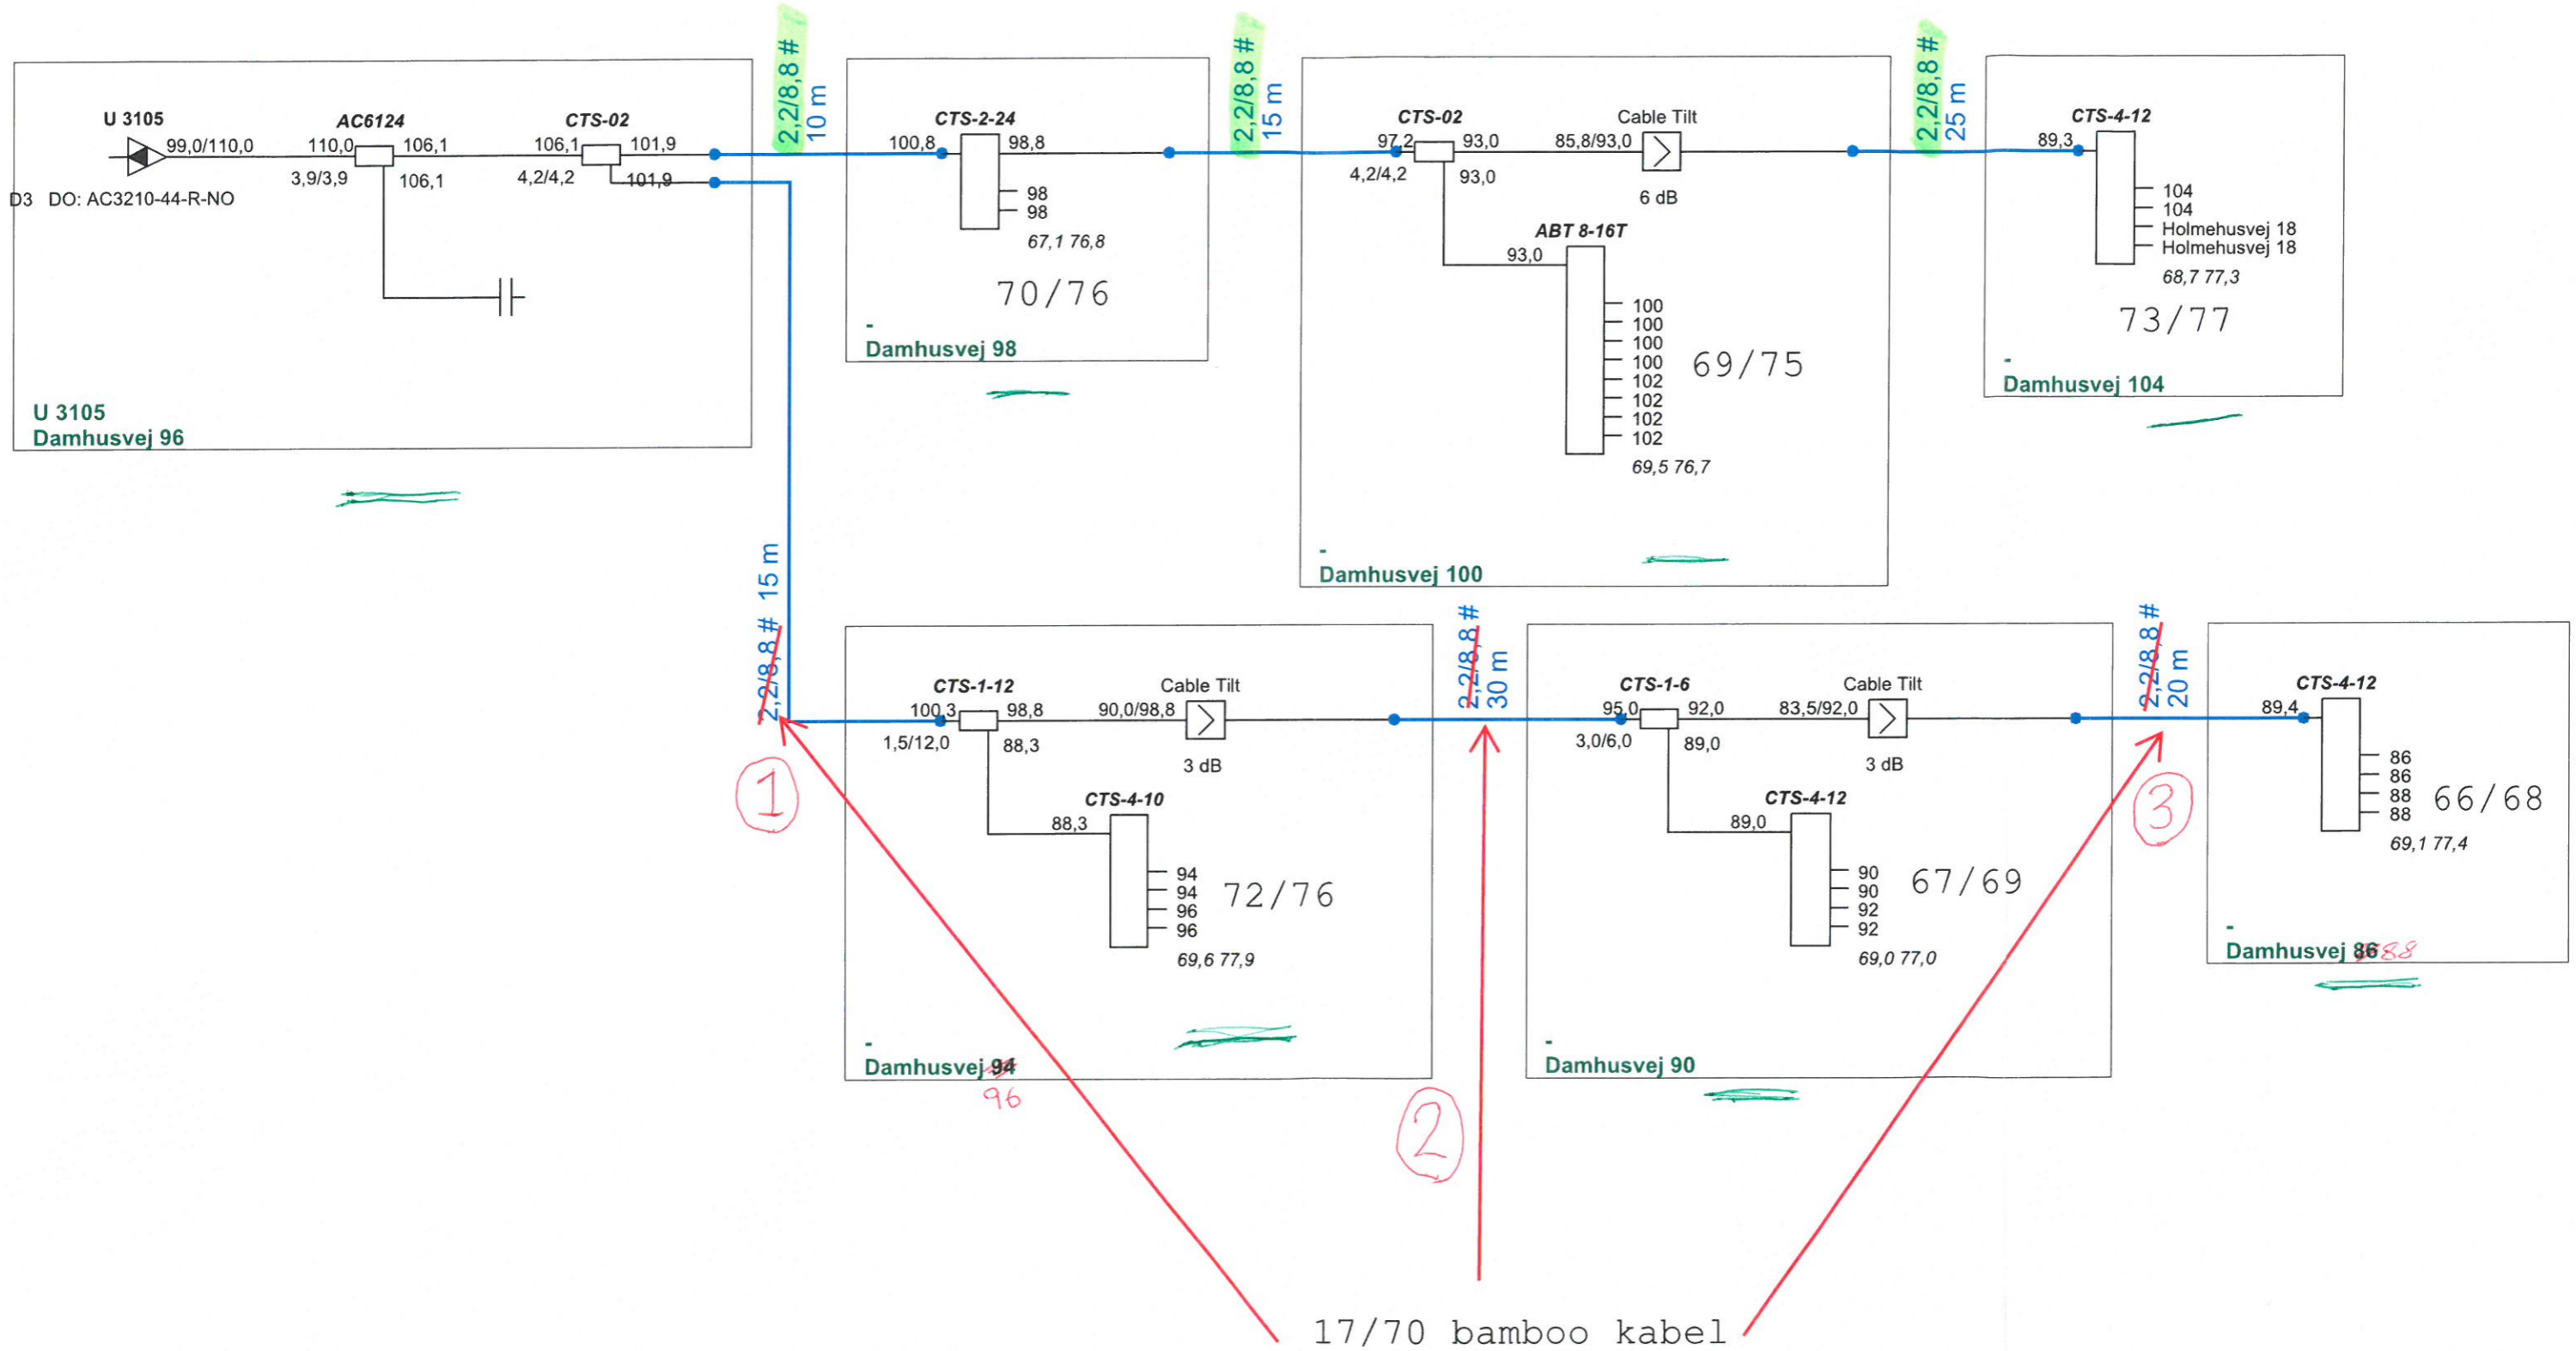 U 3105
99,0/110,0
D3 DO: AC3210-44-R-NO
AC6124
110,0 106,1
3,9/3,9 106,1
CTS-02
106,1 101,9
4,2/4,2 101,9
U 3105
Damhusvej 96
2,2/8,8 #
10 m
CTS-2-24
100,8 98,8
98
98
67,1 76,8
70/76
-
Damhusvej 98
2,2/8,8 #
15 m
CTS-02
97,2 93,0
4,2/4,2 93,0
Cable Tilt
85,8/93,0
6 dB
ABT 8-16T
93,0
100
100
100
100
102
102
102
102
69,5 76,7
69/75
-
Damhusvej 100
2,2/8,8 #
25 m
CTS-4-12
89,3
104
104
Holmehusvej 18
Holmehusvej 18
68,7 77,3
73/77
-
Damhusvej 104
2,2/8,8 # 15 m
1
CTS-1-12
100,3 98,8
1,5/12,0 88,3
Cable Tilt
90,0/98,8
3 dB
CTS-4-10
88,3
94
94
96
96
69,6 77,9
72/76
-
Damhusvej 94
96
2,2/8,8 #
30 m
2
CTS-1-6
95,0 92,0
3,0/6,0 89,0
Cable Tilt
83,5/92,0
3 dB
CTS-4-12
89,0
90
90
92
92
69,0 77,0
67/69
-
Damhusvej 90
2,2/8,8 #
20 m
3
CTS-4-12
89,4
86
86
88
88
69,1 77,4
66/68
-
Damhusvej 86 88
17/70 bamboo kabel